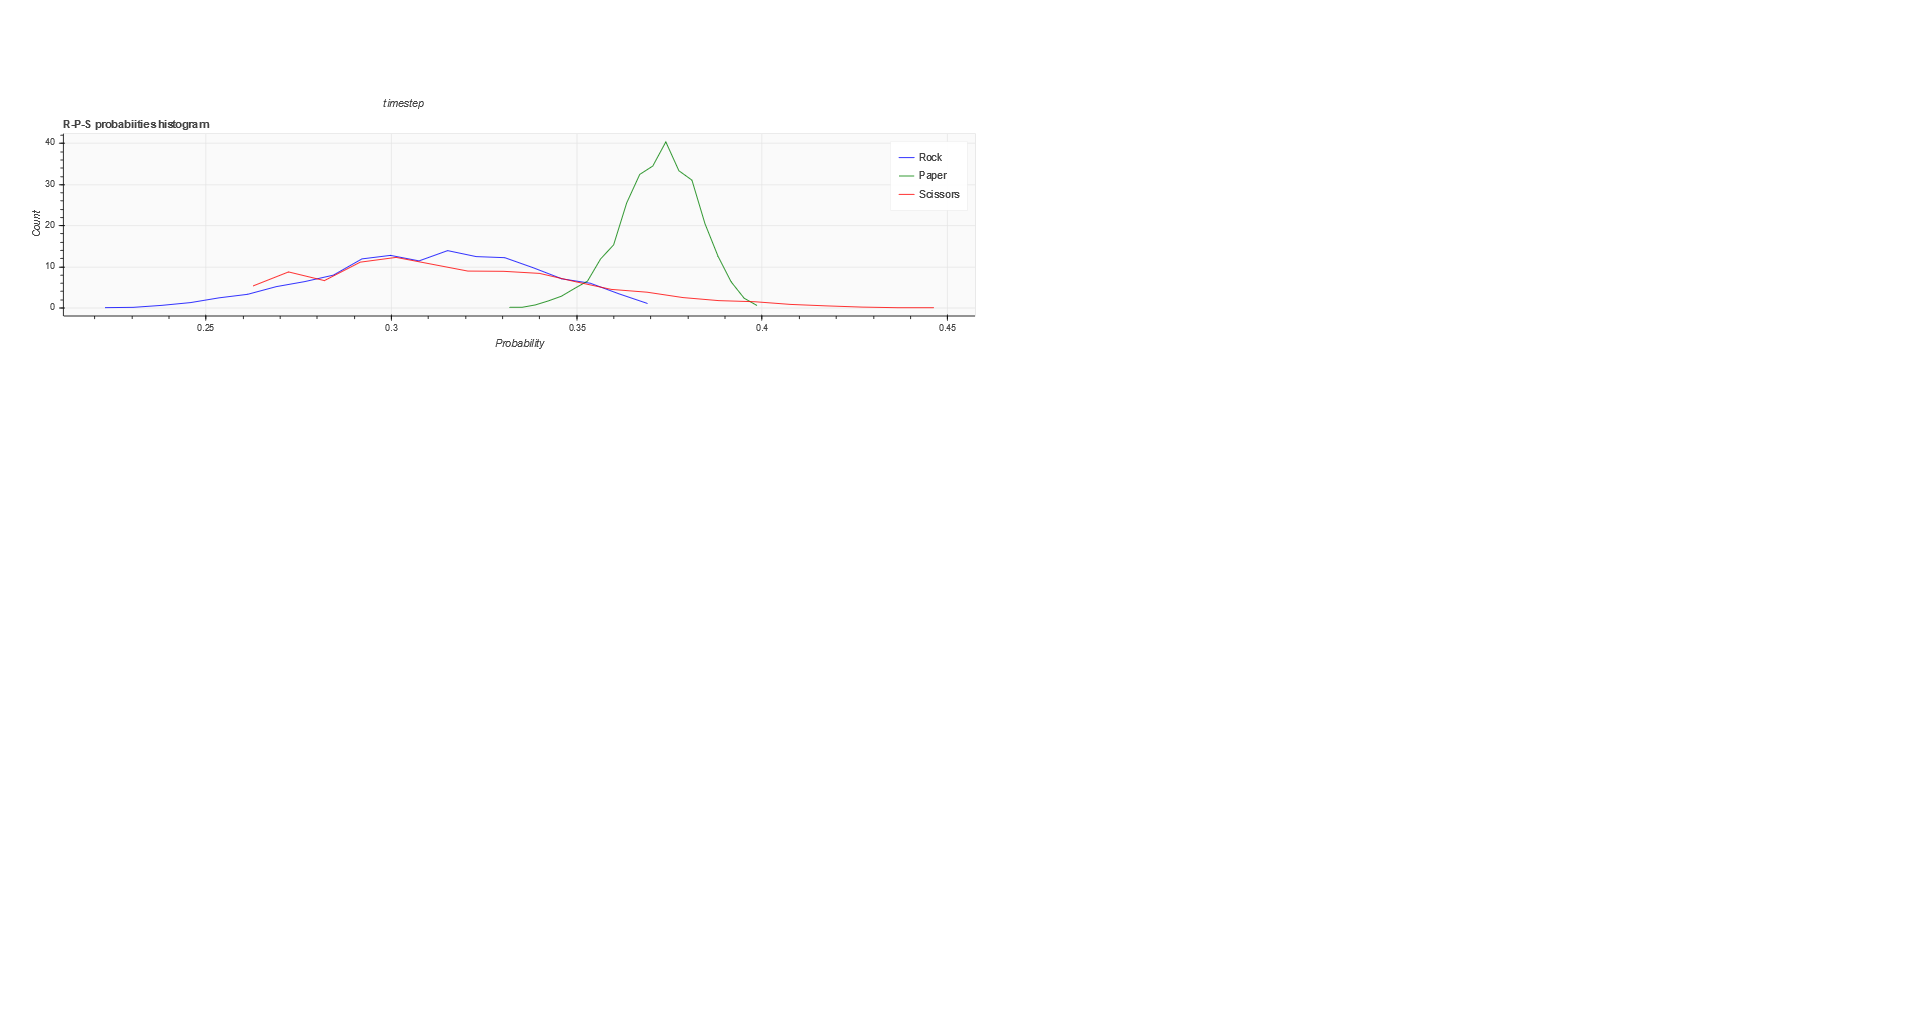 timestep
R-P-S probabiities histogram
40
30
20
10
0
Count
Rock
Paper
Scissors
0.25 0.3 0.35 0.4 0.45
Probability